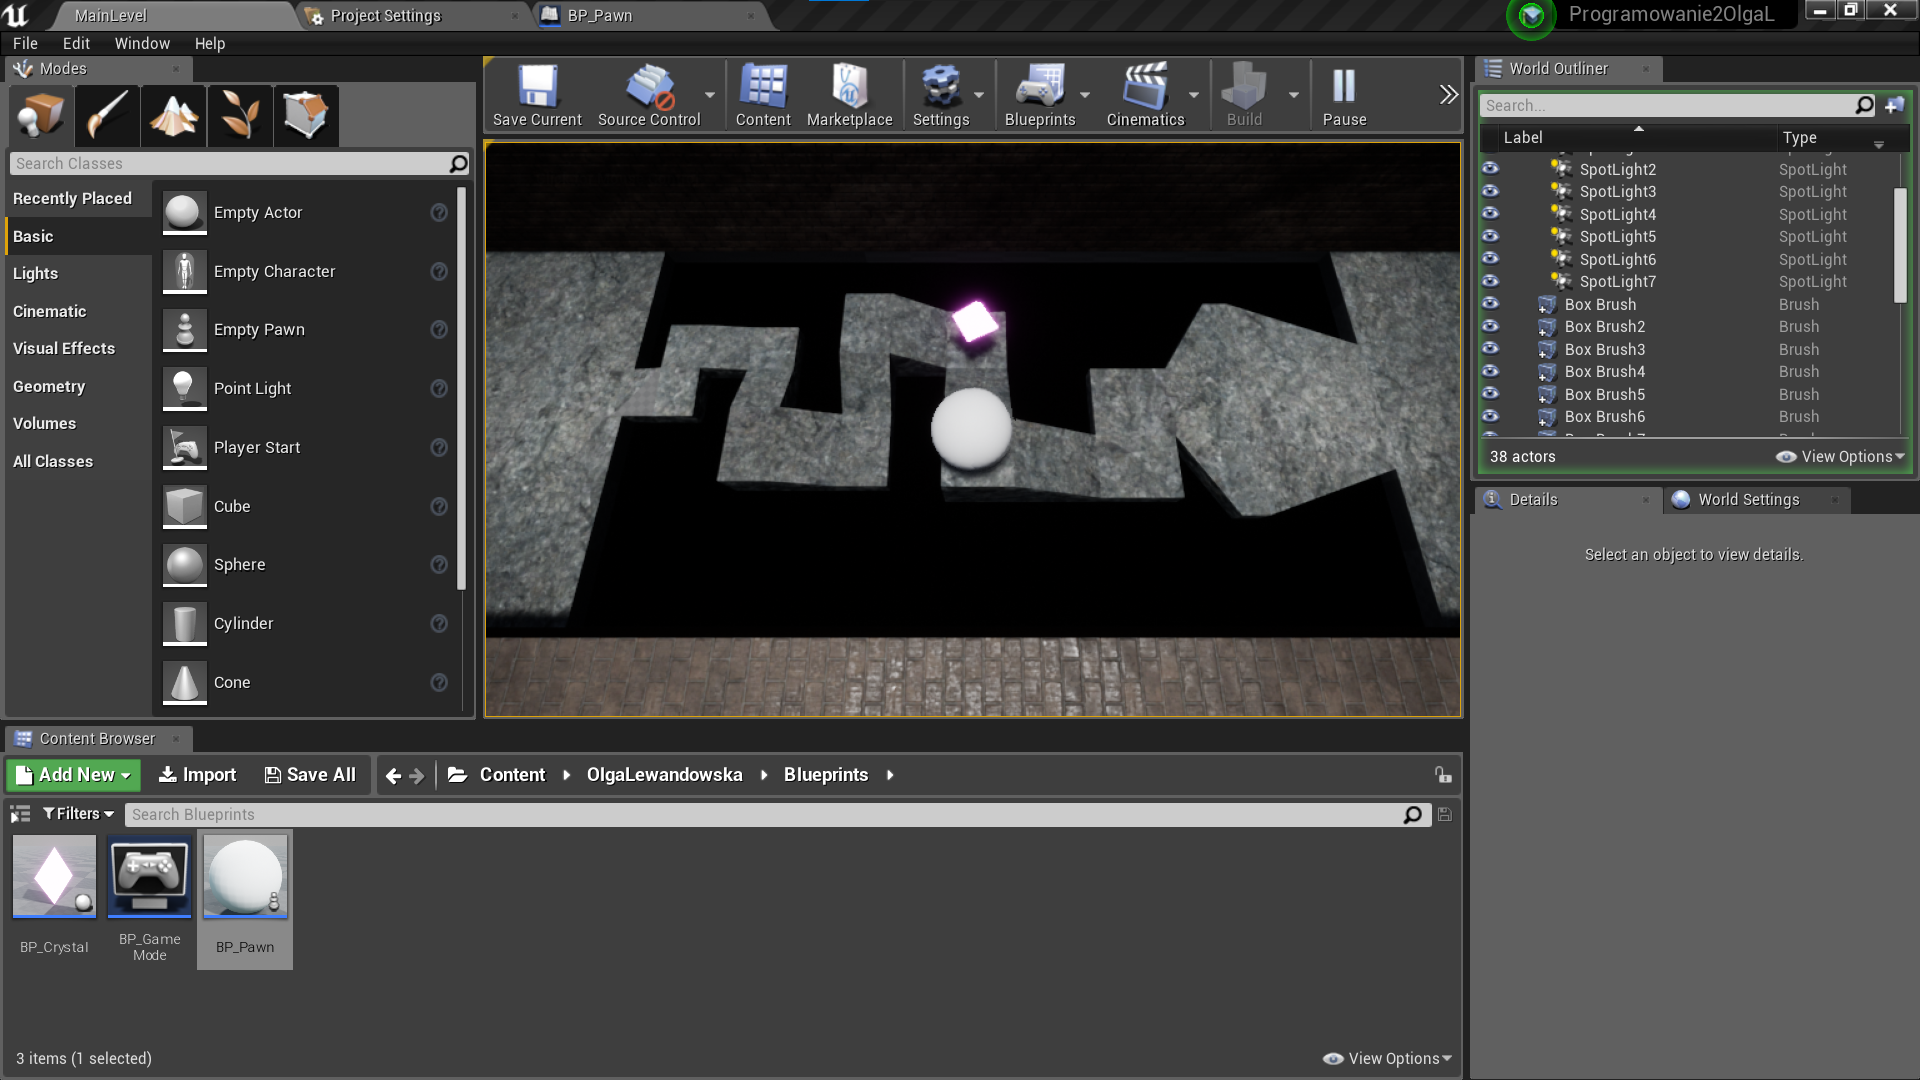 MainLevel
Project Settings
BP_Pawn
Programowanie2OlgaL
File Edit Window Help
Modes
Search Classes
Recently Placed
Basic
Lights
Cinematic
Visual Effects
Geometry
Volumes
All Classes
Empty Actor
Empty Character
Empty Pawn
Point Light
Player Start
Cube
Sphere
Cylinder
Cone
Save Current
Source Control
Content
Marketplace
Settings
Blueprints
Cinematics
Build
Pause
World Outliner
Search...
Label Type
SpotLight2 SpotLight
SpotLight3 SpotLight
SpotLight4 SpotLight
SpotLight5 SpotLight
SpotLight6 SpotLight
SpotLight7 SpotLight
Box Brush Brush
Box Brush2 Brush
Box Brush3 Brush
Box Brush4 Brush
Box Brush5 Brush
Box Brush6 Brush
38 actors
View Options
Details
World Settings
Select an object to view details.
Content Browser
Add New Import Save All Content OlgaLewandowska Blueprints
Filters
Search Blueprints
BP_Crystal
BP_Game
Mode
BP_Pawn
3 items (1 selected)
View Options